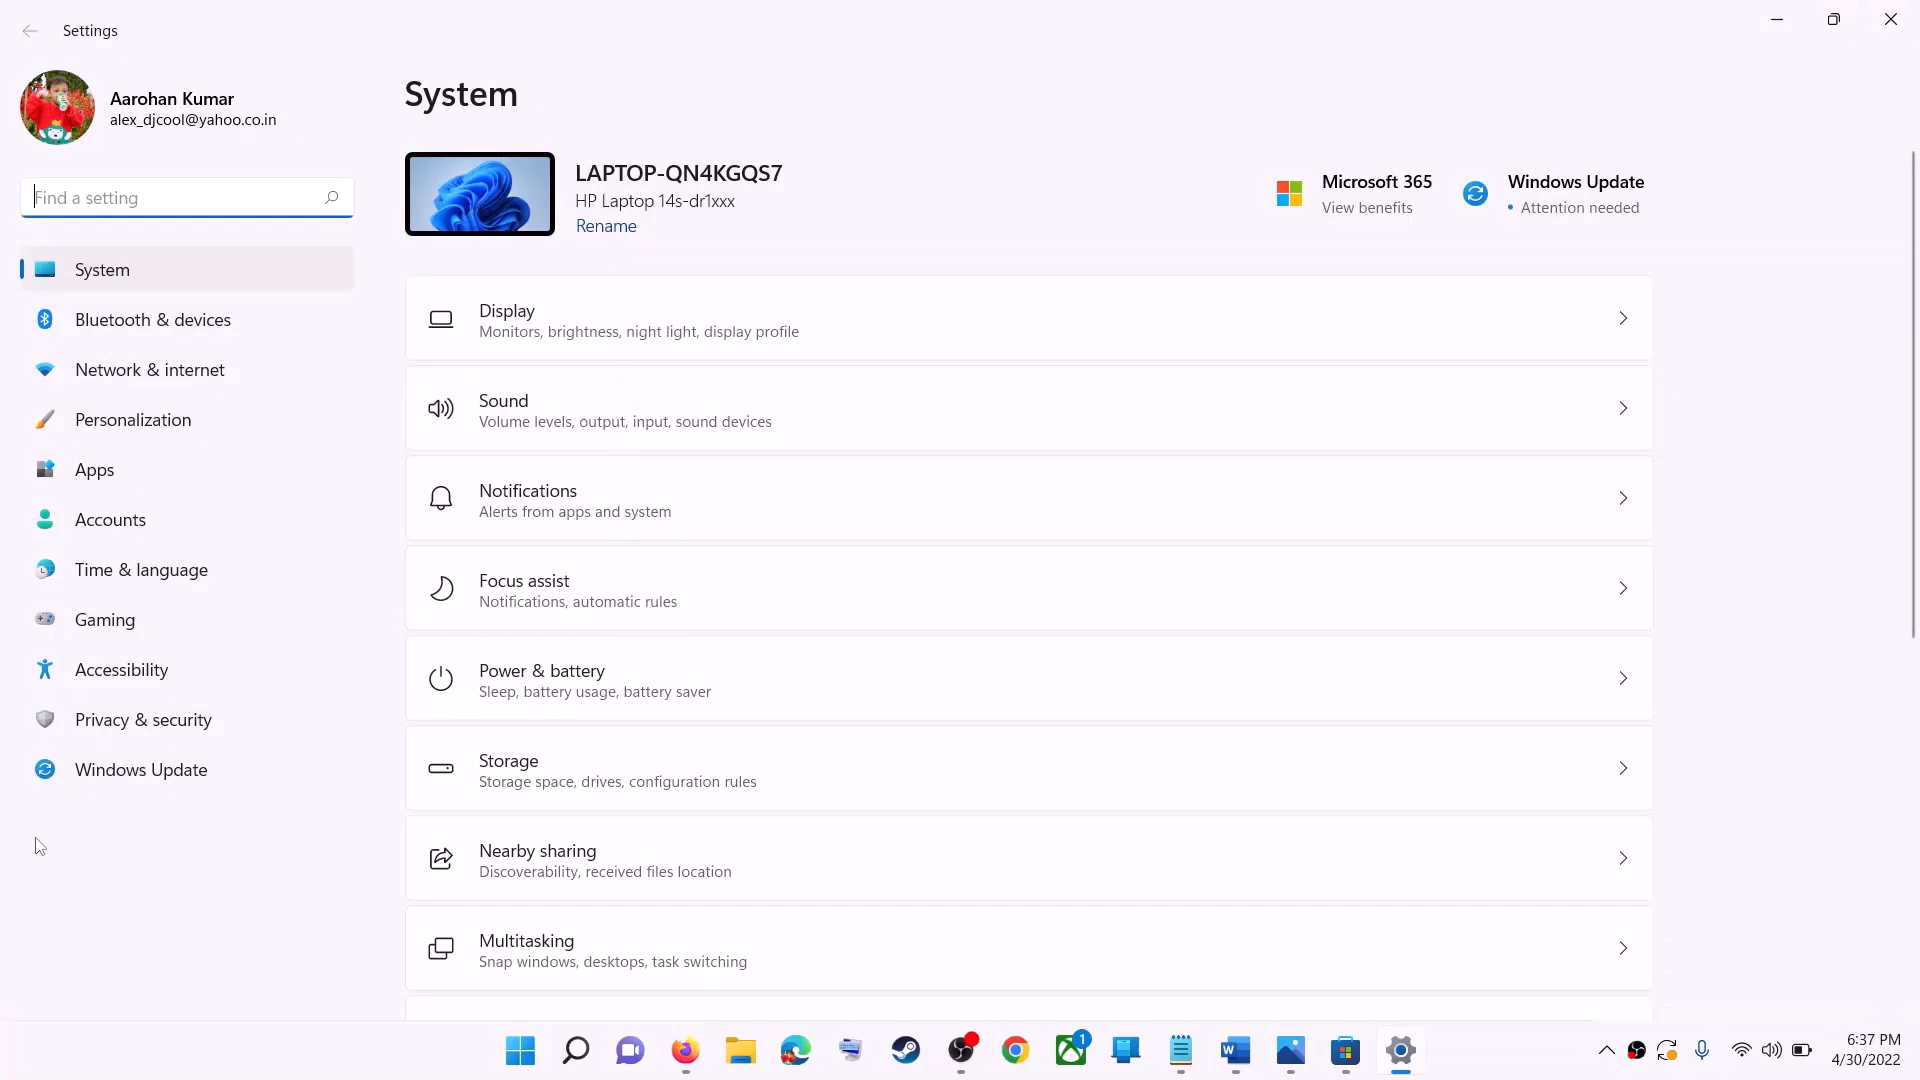 Settings
Aarohan Kumar
alex_djcool@yahoo.co.in
Find a setting
System
Bluetooth & devices
Network & internet
Personalization
Apps
Accounts
Time & language
Gaming
Accessibility
Privacy & security
Windows Update
System
LAPTOP-QN4KGQS7
HP Laptop 14s-dr1xxx
Rename
Microsoft 365
View benefits
Windows Update
• Attention needed
Display
Monitors, brightness, night light, display profile
Sound
Volume levels, output, input, sound devices
Notifications
Alerts from apps and system
Focus assist
Notifications, automatic rules
Power & battery
Sleep, battery usage, battery saver
Storage
Storage space, drives, configuration rules
Nearby sharing
Discoverability, received files location
Multitasking
Snap windows, desktops, task switching
1
W
6:37 PM
4/30/2022